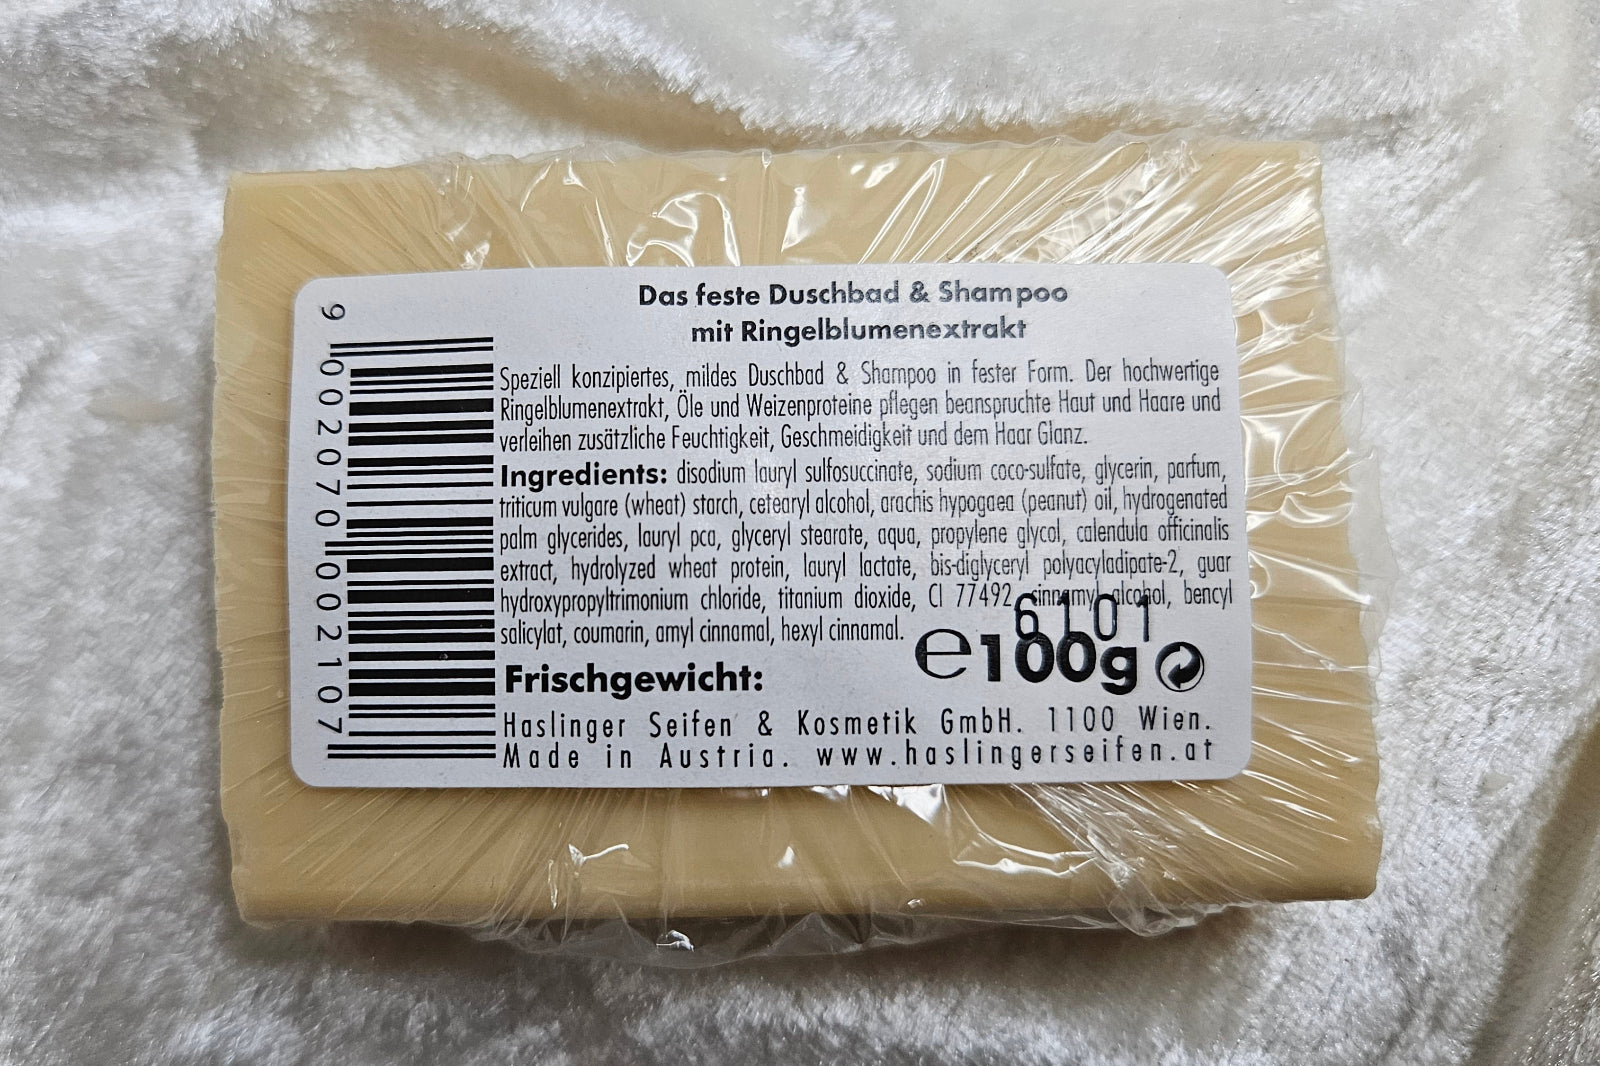 Das feste Duschbad & Shampoo
mit Ringelblumenextrakt
Speziell konzipiertes, mildes Duschbad & Shampoo in fester Form. Der hochwertige
Ringelblumenextrakt, Öle und Weizenproteine pflegen beanspruchte Haut und Haare und
verleihen zusätzliche Feuchtigkeit, Geschmeidigkeit und dem Haar Glanz.
Ingredients: disodium lauryl sulfosuccinate, sodium coco-sulfate, glycerin, parfum,
triticum vulgare (wheat) starch, cetearyl alcohol, arachis hypogaea (peanut) oil, hydrogenated
palm glycerides, lauryl pca, glyceryl stearate, aqua, propylene glycol, calendula officinalis
extract, hydrolyzed wheat protein, lauryl lactate, bis-diglyceryl polyacyladipate-2, guar
hydroxypropyltrimonium chloride, titanium dioxide, CI 77492, cinnamyl alcohol, bencyl
salicylat, coumarin, amyl cinnamal, hexyl cinnamal.
6101
Frischgewicht: ℮100g
Haslinger Seifen & Kosmetik GmbH. 1100 Wien.
Made in Austria. www.haslingerseifen.at
9 002070 002107